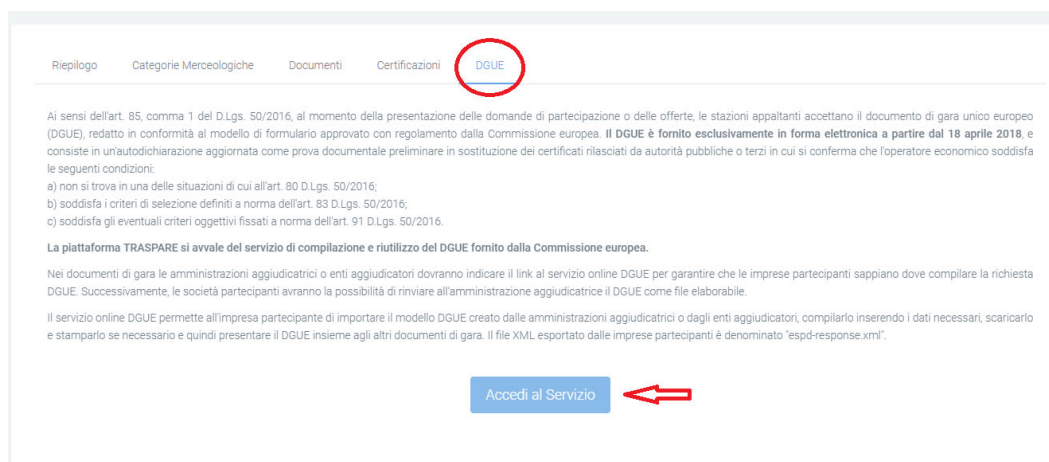 Riepilogo Categorie Merceologiche Documenti Certificazioni DGUE
Ai sensi dell'art. 85, comma 1 del D.Lgs. 50/2016, al momento della presentazione delle domande di partecipazione o delle offerte, le stazioni appaltanti accettano il documento di gara unico europeo
(DGUE), redatto in conformità al modello di formulario approvato con regolamento dalla Commissione europea. Il DGUE è fornito esclusivamente in forma elettronica a partire dal 18 aprile 2018, e
consiste in un'autodichiarazione aggiornata come prova documentale preliminare in sostituzione dei certificati rilasciati da autorità pubbliche o terzi in cui si conferma che l'operatore economico soddisfa
le seguenti condizioni:
a) non si trova in una delle situazioni di cui all'art. 80 D.Lgs. 50/2016;
b) soddisfa i criteri di selezione definiti a norma dell'art. 83 D.Lgs. 50/2016;
c) soddisfa gli eventuali criteri oggettivi fissati a norma dell'art. 91 D.Lgs. 50/2016.
La piattaforma TRASPARE si avvale del servizio di compilazione e riutilizzo del DGUE fornito dalla Commissione europea.
Nei documenti di gara le amministrazioni aggiudicatrici o enti aggiudicatori dovranno indicare il link al servizio online DGUE per garantire che le imprese partecipanti sappiano dove compilare la richiesta
DGUE. Successivamente, le società partecipanti avranno la possibilità di rinviare all'amministrazione aggiudicatrice il DGUE come file elaborabile.
Il servizio online DGUE permette all'impresa partecipante di importare il modello DGUE creato dalle amministrazioni aggiudicatrici o dagli enti aggiudicatori, compilarlo inserendo i dati necessari, scaricarlo
e stamparlo se necessario e quindi presentare il DGUE insieme agli altri documenti di gara. Il file XML esportato dalle imprese partecipanti è denominato "espd-response.xml".
Accedi al Servizio